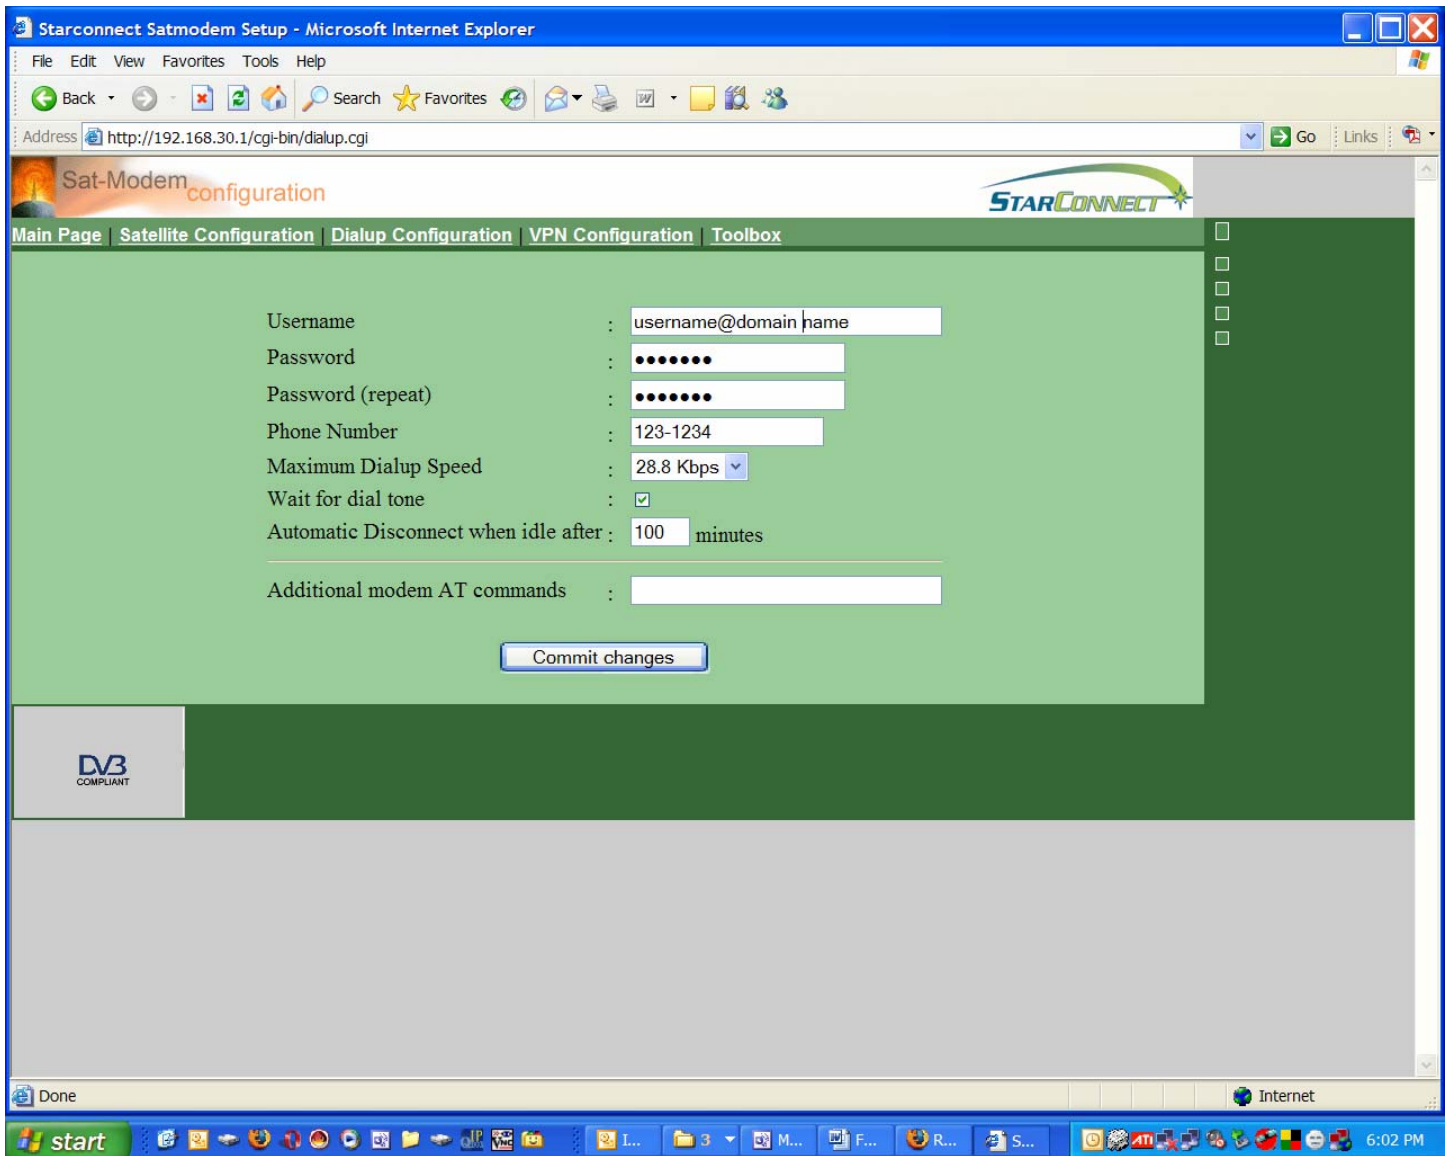 Starconnect Satmodem Setup - Microsoft Internet Explorer
File Edit View Favorites Tools Help
Back Search Favorites
Address http://192.168.30.1/cgi-bin/dialup.cgi Go Links
Sat-Modem configuration STARCONNECT
Main Page | Satellite Configuration | Dialup Configuration | VPN Configuration | Toolbox
Username : username@domain name
Password : •••••••
Password (repeat) : •••••••
Phone Number : 123-1234
Maximum Dialup Speed : 28.8 Kbps
Wait for dial tone :
Automatic Disconnect when idle after : 100 minutes
Additional modem AT commands :
Commit changes
DVB
COMPLIANT
Done Internet
start I... 3 M... F... R... S... ATI 6:02 PM